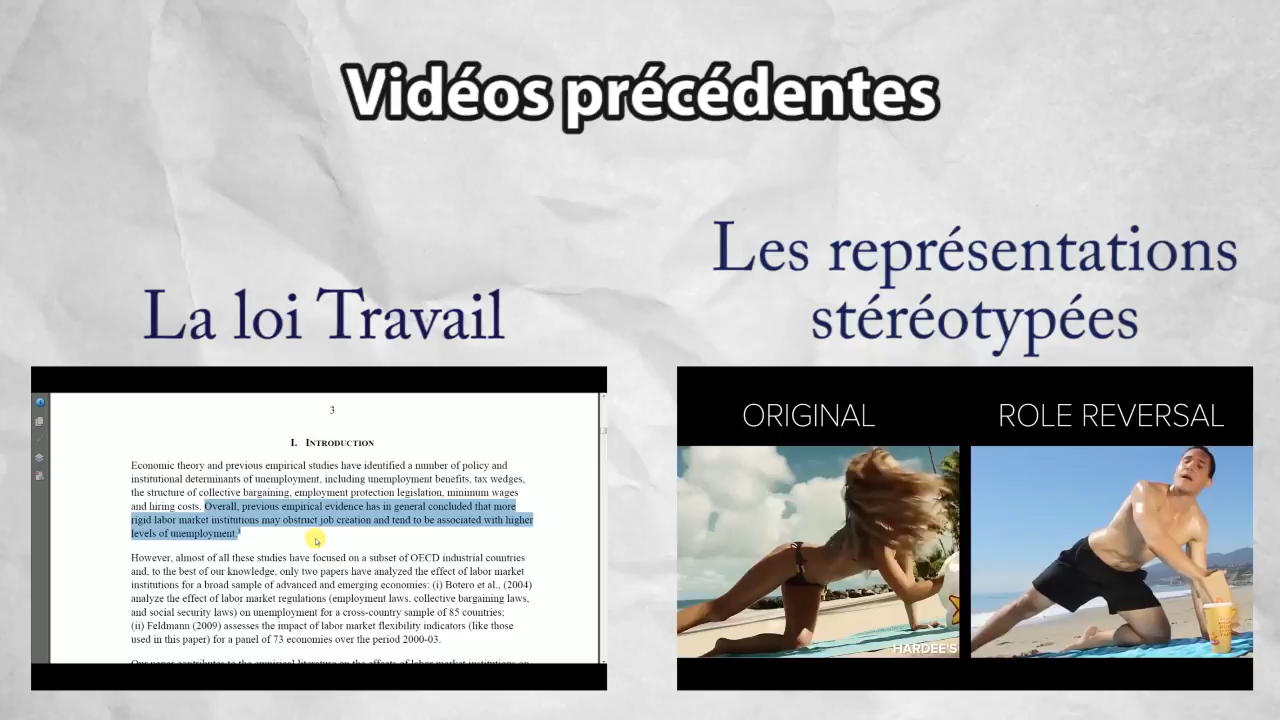 Vidéos précédentes
La loi Travail
Les représentations
stéréotypées
3
I. INTRODUCTION
Economic theory and previous empirical studies have identified a number of policy and
institutional determinants of unemployment, including unemployment benefits, tax wedges,
the structure of collective bargaining, employment protection legislation, minimum wages
and hiring costs. Overall, previous empirical evidence has in general concluded that more
rigid labor market institutions may obstruct job creation and tend to be associated with higher
levels of unemployment.
However, almost of all these studies have focused on a subset of OECD industrial countries
and, to the best of our knowledge, only two papers have analyzed the effect of labor market
institutions for a broad sample of advanced and emerging economies: (i) Botero et al., (2004)
analyze the effect of labor market regulations (employment laws, collective bargaining laws,
and social security laws) on unemployment for a cross-country sample of 85 countries;
(ii) Feldmann (2009) assesses the impact of labor market flexibility indicators (like those
used in this paper) for a panel of 73 economies over the period 2000-03.
ORIGINAL
ROLE REVERSAL
HARDEE'S